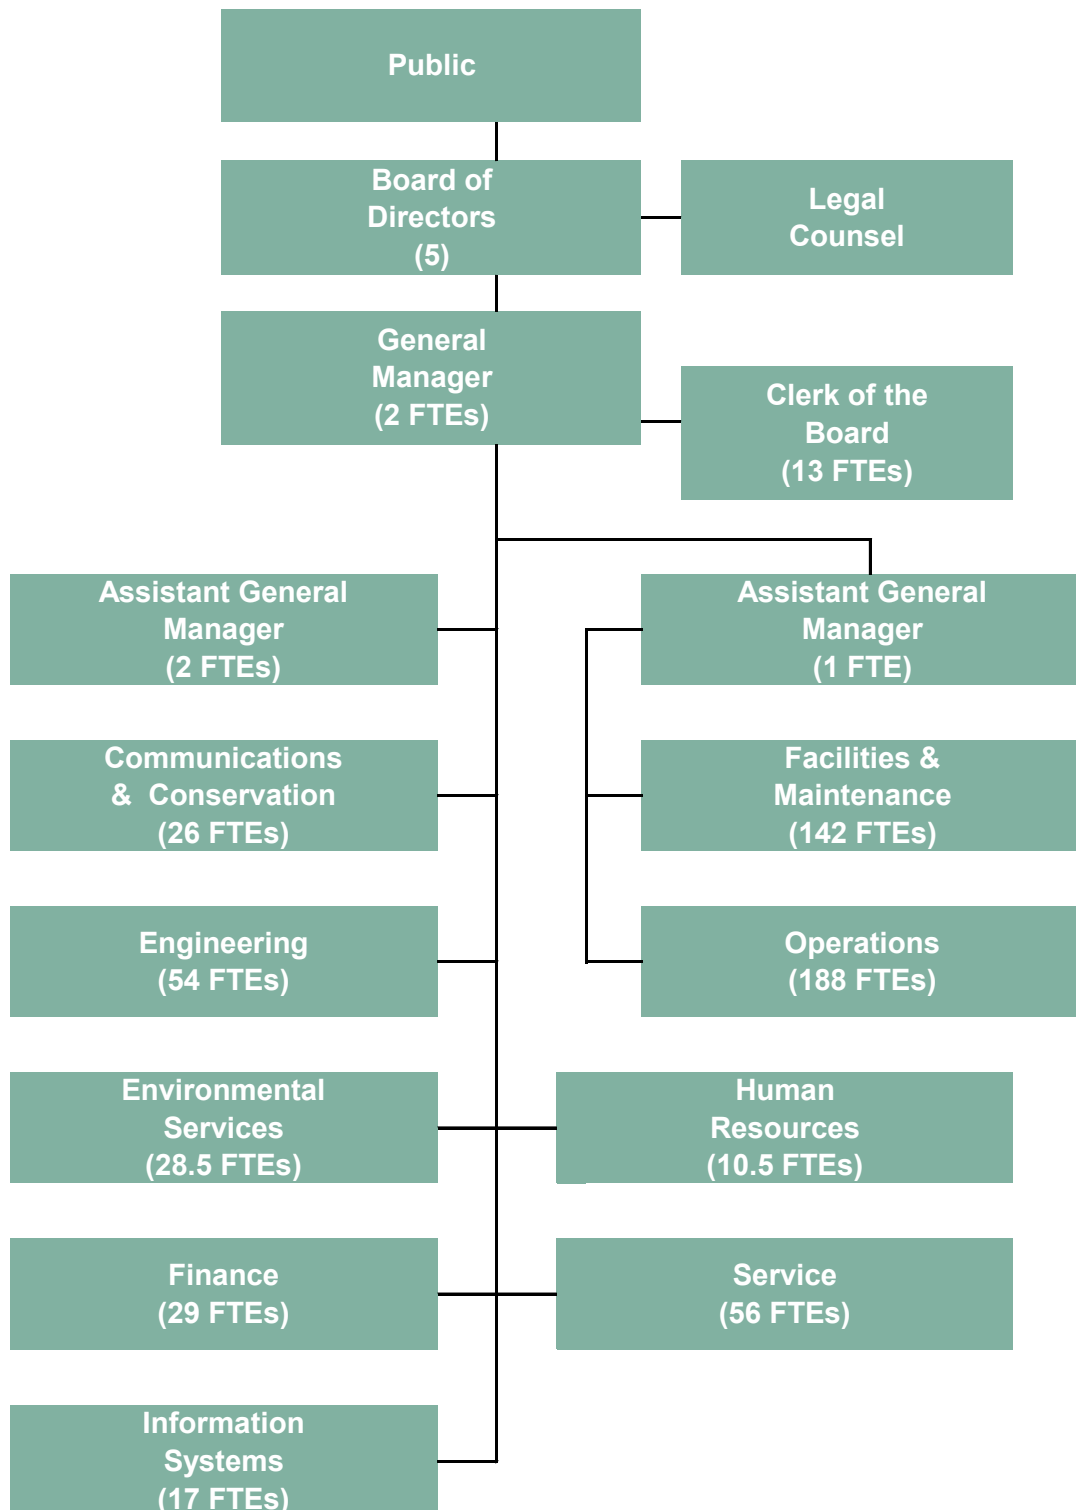 Public
Board of
Directors
(5)
Legal
Counsel
General
Manager
(2 FTEs)
Clerk of the
Board
(13 FTEs)
Assistant General
Manager
(2 FTEs)
Assistant General
Manager
(1 FTE)
Communications
& Conservation
(26 FTEs)
Facilities &
Maintenance
(142 FTEs)
Engineering
(54 FTEs)
Operations
(188 FTEs)
Environmental
Services
(28.5 FTEs)
Human
Resources
(10.5 FTEs)
Finance
(29 FTEs)
Service
(56 FTEs)
Information
Systems
(17 FTEs)